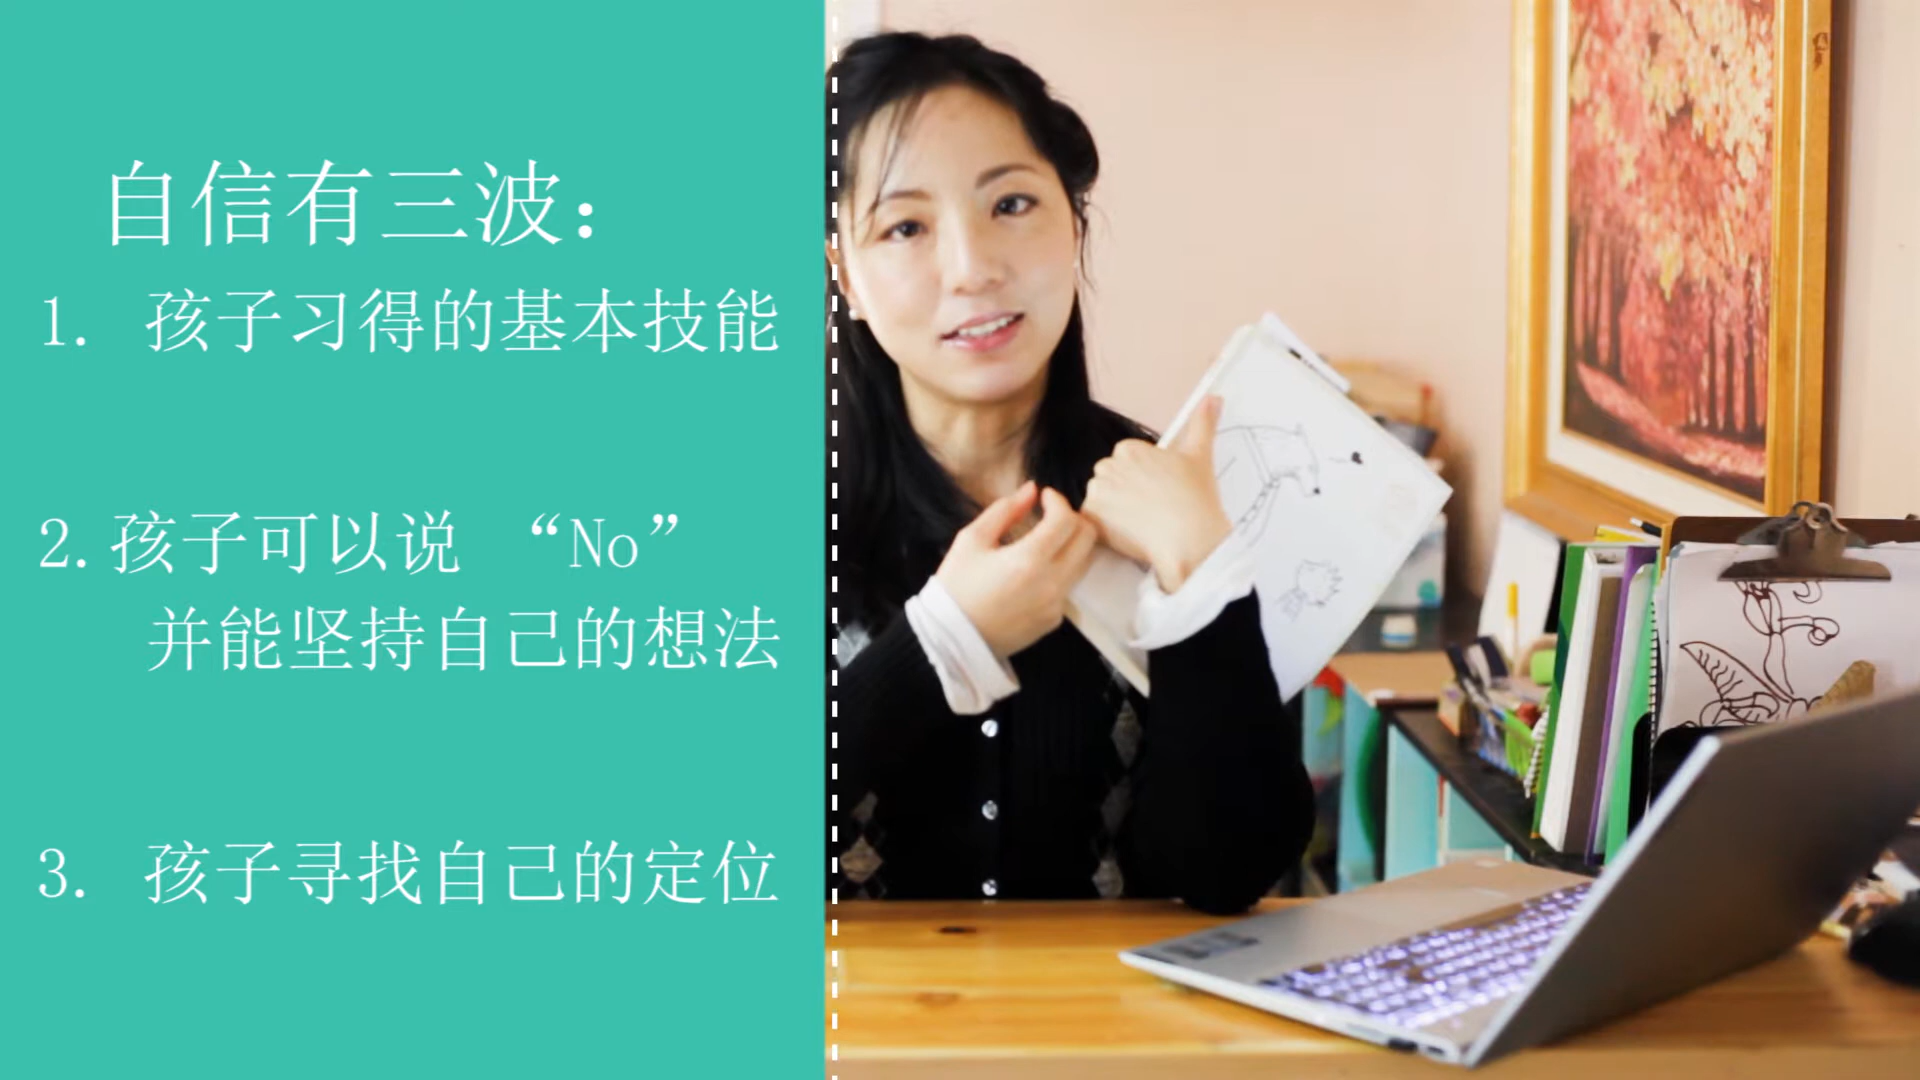 自信有三波：
1. 孩子习得的基本技能
2. 孩子可以说 “No”
并能坚持自己的想法
3. 孩子寻找自己的定位